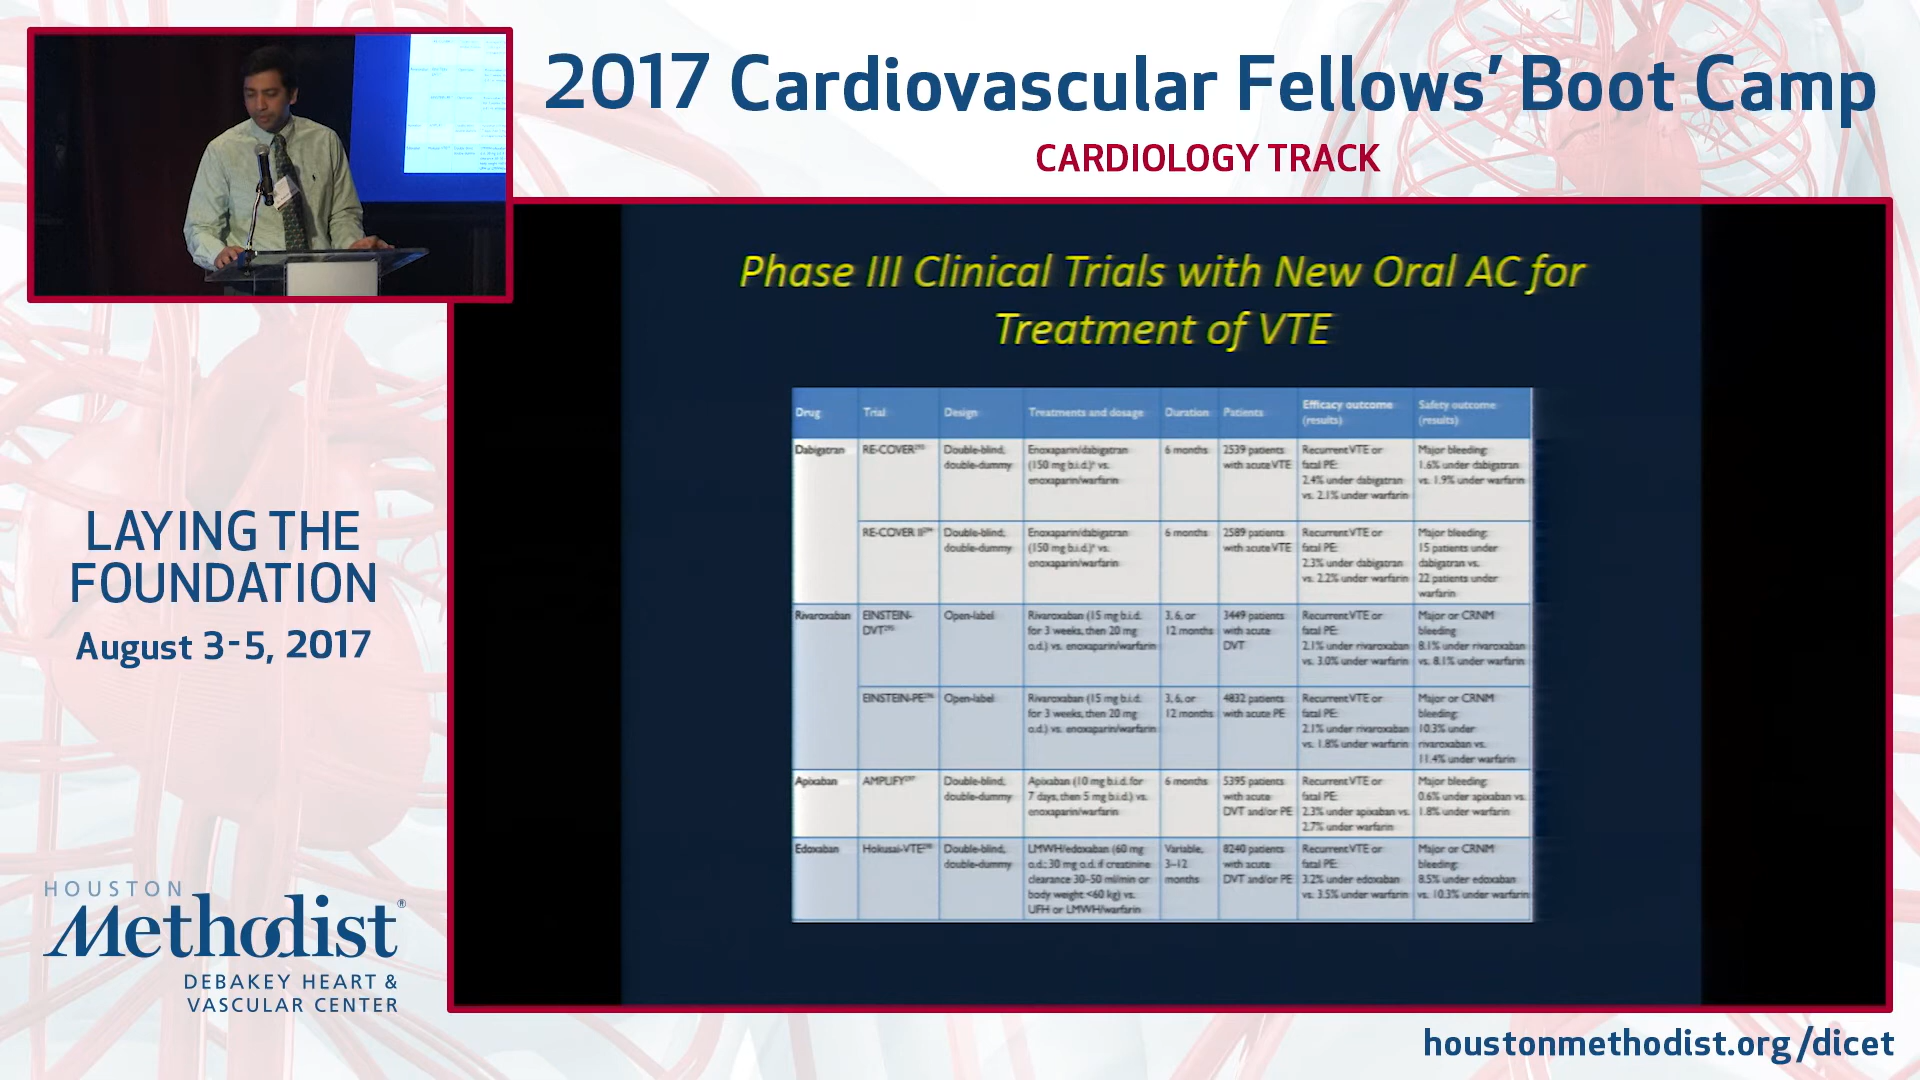 2017 Cardiovascular Fellows' Boot Camp
CARDIOLOGY TRACK
Phase III Clinical Trials with New Oral AC for
Treatment of VTE
Drug Trial Design Treatments and dosage Duration Patients Efficacy outcome (results) Safety outcome (results)
Dabigatran
RE-COVER
Double-blind,
double-dummy
Enoxaparin/dabigatran
(150 mg b.i.d.) vs.
enoxaparin/warfarin
6 months
2539 patients
with acute VTE
Recurrent VTE or
fatal PE:
2.4% under dabigatran
vs. 2.1% under warfarin
Major bleeding:
1.6% under dabigatran
vs. 1.9% under warfarin
RE-COVER II
Double-blind,
double-dummy
Enoxaparin/dabigatran
(150 mg b.i.d.) vs.
enoxaparin/warfarin
6 months
2589 patients
with acute VTE
Recurrent VTE or
fatal PE:
2.3% under dabigatran
vs. 2.2% under warfarin
Major bleeding:
15 patients under
dabigatran vs.
22 patients under
warfarin
Rivaroxaban
EINSTEIN-
DVT
Open-label
Rivaroxaban (15 mg b.i.d.
for 3 weeks, then 20 mg
o.d.) vs. enoxaparin/warfarin
3, 6, or
12 months
3449 patients
with acute
DVT
Recurrent VTE or
fatal PE:
2.1% under rivaroxaban
vs. 3.0% under warfarin
Major or CRNM
bleeding:
8.1% under rivaroxaban
vs. 8.1% under warfarin
EINSTEIN-PE
Open-label
Rivaroxaban (15 mg b.i.d.
for 3 weeks, then 20 mg
o.d.) vs. enoxaparin/warfarin
3, 6, or
12 months
4832 patients
with acute PE
Recurrent VTE or
fatal PE:
2.1% under rivaroxaban
vs. 1.8% under warfarin
Major or CRNM
bleeding:
10.3% under
rivaroxaban vs.
11.4% under warfarin
Apixaban
AMPLIFY
Double-blind,
double-dummy
Apixaban (10 mg b.i.d. for
7 days, then 5 mg b.i.d.) vs.
enoxaparin/warfarin
6 months
5395 patients
with acute
DVT and/or PE
Recurrent VTE or
fatal PE:
2.3% under apixaban vs.
2.7% under warfarin
Major bleeding:
0.6% under apixaban vs.
1.8% under warfarin
Edoxaban
Hokusai-VTE
Double-blind,
double-dummy
LMWH/edoxaban (60 mg
o.d.; 30 mg o.d. if creatinine
clearance 30–50 ml/min or
body weight <60 kg) vs.
UFH or LMWH/warfarin
Variable,
3–12
months
8240 patients
with acute
DVT and/or PE
Recurrent VTE or
fatal PE:
3.2% under edoxaban
vs. 3.5% under warfarin
Major or CRNM
bleeding:
8.5% under edoxaban
vs. 10.3% under warfarin
LAYING THE
FOUNDATION
August 3-5, 2017
HOUSTON
Methodist®
DEBAKEY HEART &
VASCULAR CENTER
houstonmethodist.org/dicet